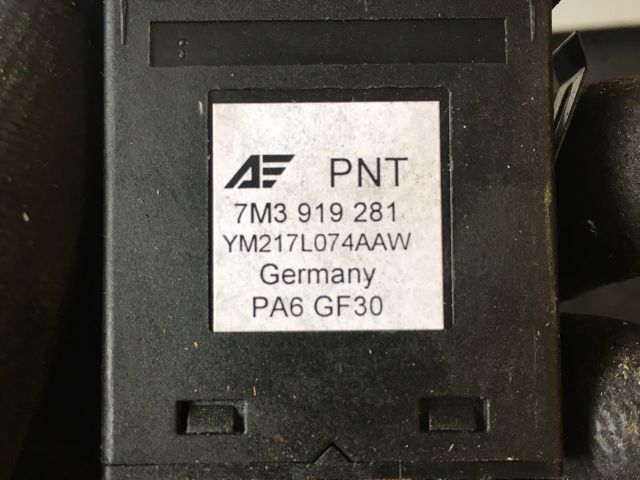 AE PNT
7M3 919 281
YM217L074AAW
Germany
PA6 GF30